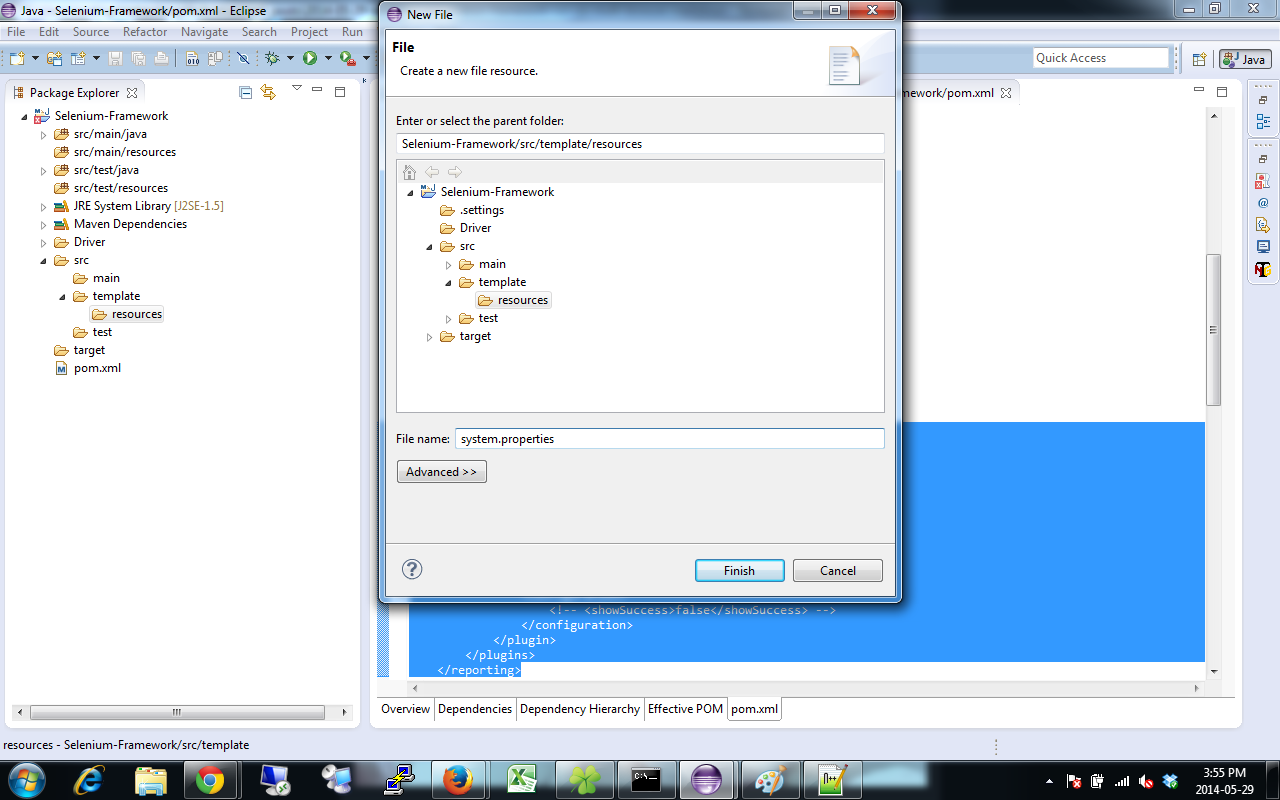 Java - Selenium-Framework/pom.xml - Eclipse
File Edit Source Refactor Navigate Search Project Run
Quick Access
Java
Package Explorer
Selenium-Framework
src/main/java
src/main/resources
src/test/java
src/test/resources
JRE System Library [J2SE-1.5]
Maven Dependencies
Driver
src
main
template
resources
test
target
pom.xml
New File
File
Create a new file resource.
Enter or select the parent folder:
Selenium-Framework/src/template/resources
Selenium-Framework
.settings
Driver
src
main
template
resources
test
target
File name: system.properties
Advanced >>
Finish Cancel
mework/pom.xml
<!-- <showSuccess>false</showSuccess> -->
</configuration>
</plugin>
</plugins>
</reporting>
Overview Dependencies Dependency Hierarchy Effective POM pom.xml
resources - Selenium-Framework/src/template
3:55 PM
2014-05-29